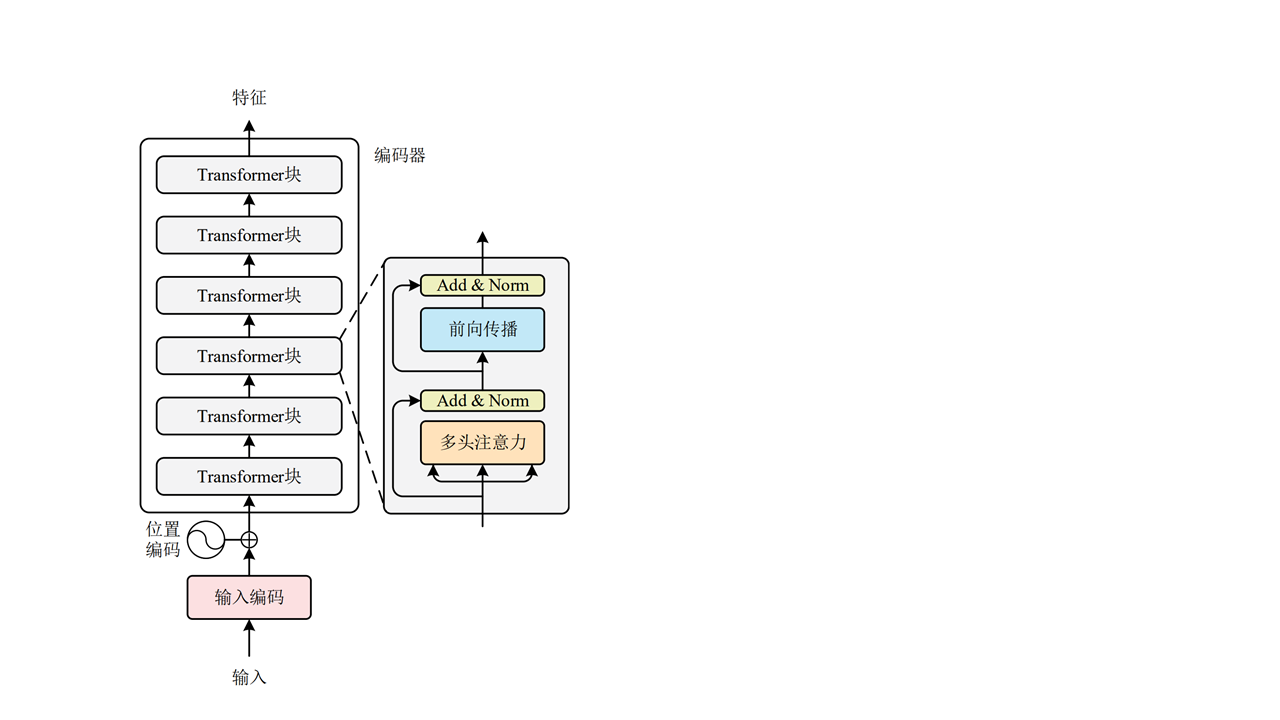 特征
编码器
Transformer块
Transformer块
Transformer块
Transformer块
Transformer块
Transformer块
位置
编码
输入编码
输入
Add & Norm
前向传播
Add & Norm
多头注意力